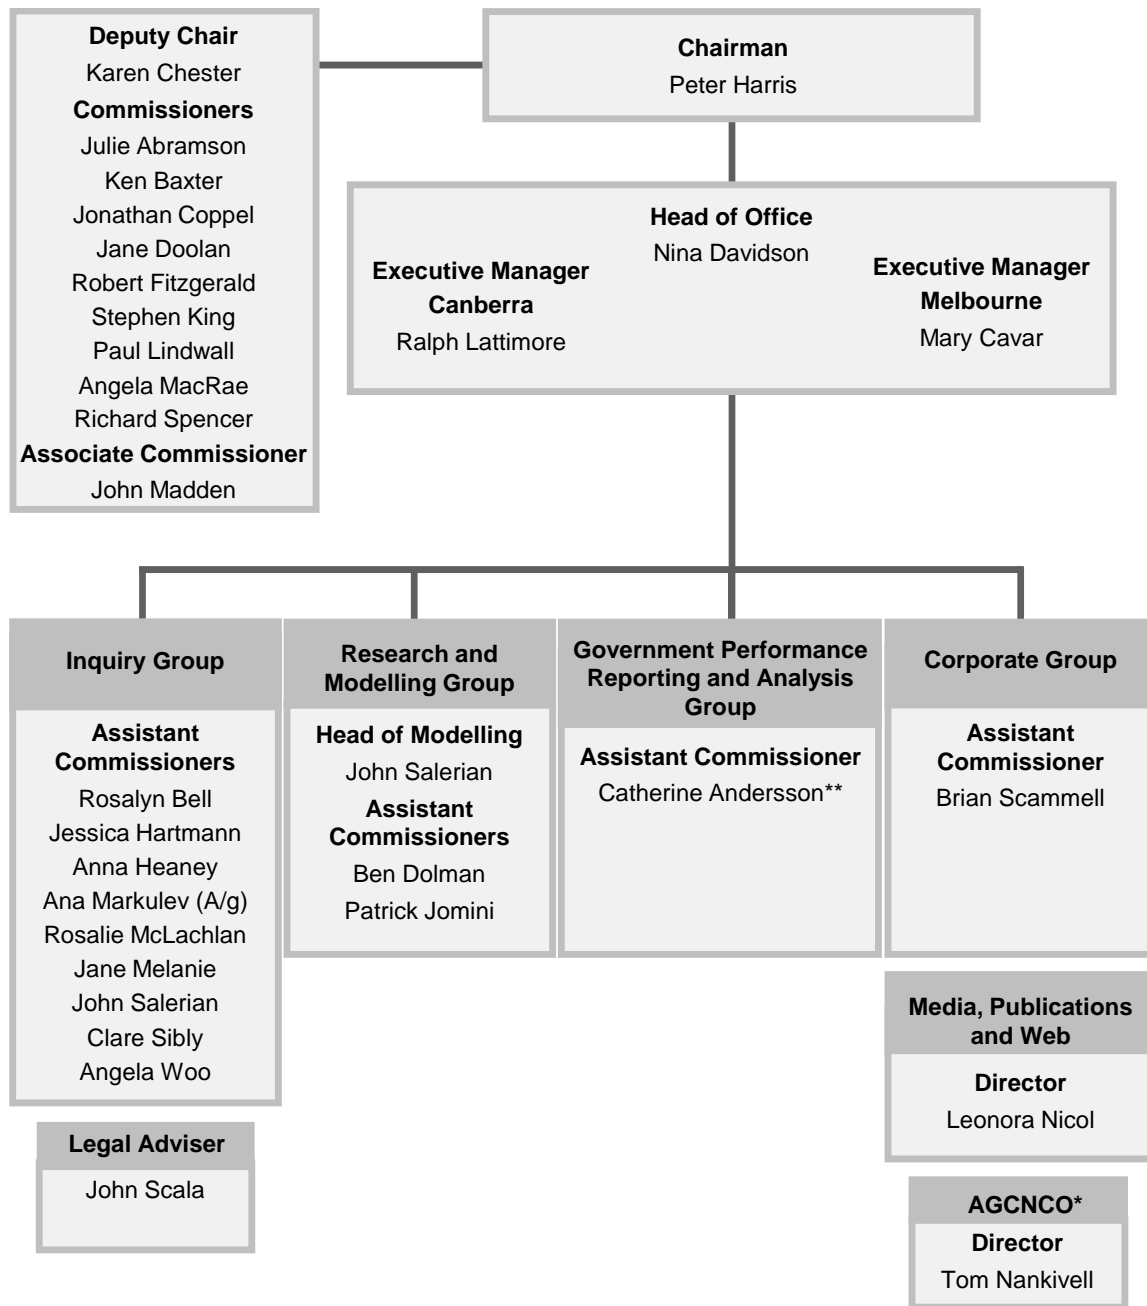 Deputy Chair
Karen Chester
Commissioners
Julie Abramson
Ken Baxter
Jonathan Coppel
Jane Doolan
Robert Fitzgerald
Stephen King
Paul Lindwall
Angela MacRae
Richard Spencer
Associate Commissioner
John Madden
Chairman
Peter Harris
Head of Office
Nina Davidson
Executive Manager
Canberra
Ralph Lattimore
Executive Manager
Melbourne
Mary Cavar
Inquiry Group
Assistant
Commissioners
Rosalyn Bell
Jessica Hartmann
Anna Heaney
Ana Markulev (A/g)
Rosalie McLachlan
Jane Melanie
John Salerian
Clare Sibly
Angela Woo
Legal Adviser
John Scala
Research and
Modelling Group
Head of Modelling
John Salerian
Assistant
Commissioners
Ben Dolman
Patrick Jomini
Government Performance
Reporting and Analysis
Group
Assistant Commissioner
Catherine Andersson**
Corporate Group
Assistant
Commissioner
Brian Scammell
Media, Publications
and Web
Director
Leonora Nicol
AGCNCO*
Director
Tom Nankivell